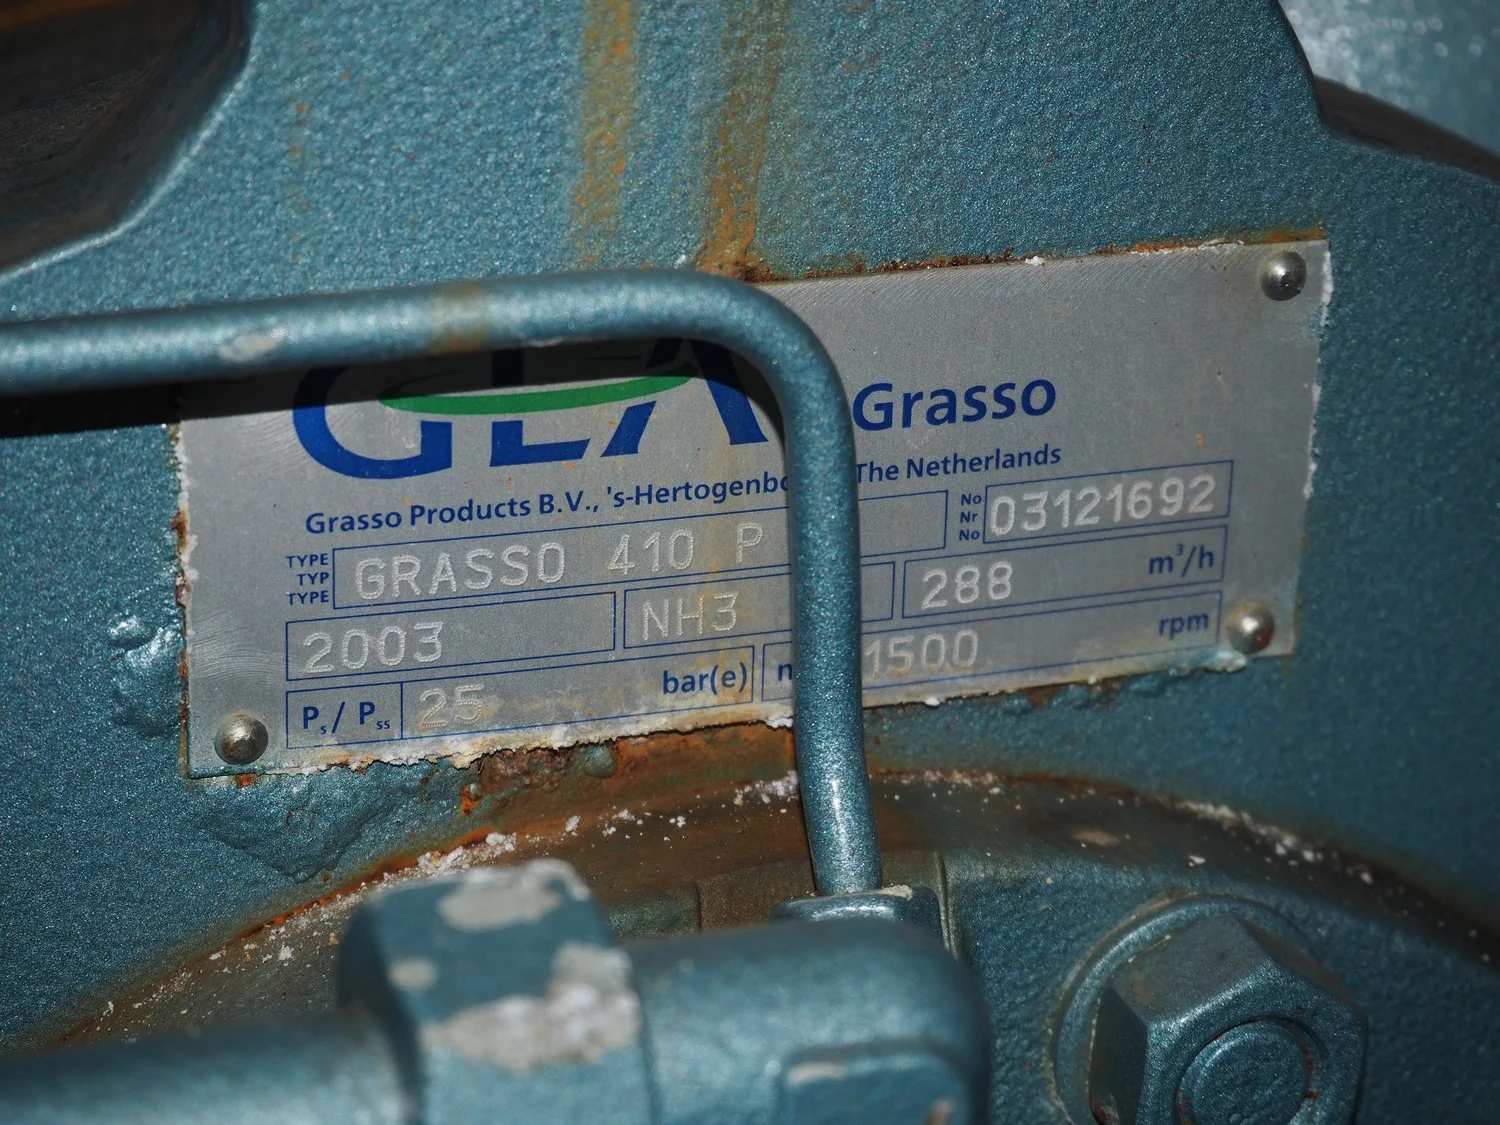 GEA Grasso
Grasso Products B.V., 's-Hertogenbo The Netherlands
TYPE
TYP
TYPE
GRASSO 410 P
No
Nr
No
03121692
2003
NH3
288 m³/h
Ps/ Pss 25 bar(e)
1500 rpm